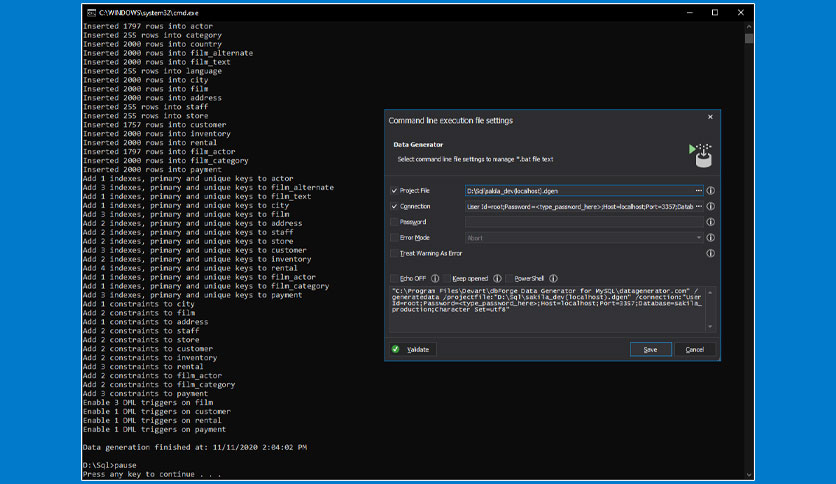 C:\WINDOWS\system32\cmd.exe
Inserted 1797 rows into actor
Inserted 255 rows into category
Inserted 2000 rows into country
Inserted 2000 rows into film_alternate
Inserted 2000 rows into film_text
Inserted 255 rows into language
Inserted 2000 rows into city
Inserted 2000 rows into film
Inserted 2000 rows into address
Inserted 255 rows into staff
Inserted 255 rows into store
Inserted 1757 rows into customer
Inserted 2000 rows into inventory
Inserted 2000 rows into rental
Inserted 1797 rows into film_actor
Inserted 2000 rows into film_category
Inserted 2000 rows into payment
Add 1 indexes, primary and unique keys to actor
Add 3 indexes, primary and unique keys to film_alternate
Add 1 indexes, primary and unique keys to film_text
Add 1 indexes, primary and unique keys to city
Add 3 indexes, primary and unique keys to film
Add 2 indexes, primary and unique keys to address
Add 2 indexes, primary and unique keys to staff
Add 2 indexes, primary and unique keys to store
Add 3 indexes, primary and unique keys to customer
Add 2 indexes, primary and unique keys to inventory
Add 4 indexes, primary and unique keys to rental
Add 1 indexes, primary and unique keys to film_actor
Add 1 indexes, primary and unique keys to film_category
Add 3 indexes, primary and unique keys to payment
Add 1 constraints to city
Add 2 constraints to film
Add 1 constraints to address
Add 2 constraints to staff
Add 2 constraints to store
Add 2 constraints to customer
Add 2 constraints to inventory
Add 3 constraints to rental
Add 2 constraints to film_actor
Add 2 constraints to film_category
Add 3 constraints to payment
Enable 3 DML triggers on film
Enable 1 DML triggers on customer
Enable 1 DML triggers on rental
Enable 1 DML triggers on payment
Data generation finished at: 11/11/2020 2:04:02 PM
D:\Sql>pause
Press any key to continue . . .
Command line execution file settings
Data Generator
Select command line file settings to manage *.bat file text
Project File D:\Sql\sakila_dev(localhost).dgen ...
Connection User Id=root;Password=<type_password_here>;Host=localhost;Port=3357;Datab ...
Password
Error Mode Abort
Treat Warning As Error
Echo OFF Keep opened PowerShell
"C:\Program Files\Devart\dbForge Data Generator for MySQL\datagenerator.com" /
generatedata /projectfile:"D:\Sql\sakila_dev(localhost).dgen" /connection:"User
Id=root;Password=<type_password_here>;Host=localhost;Port=3357;Database=sakila_
production;Character Set=utf8"
Validate Save Cancel